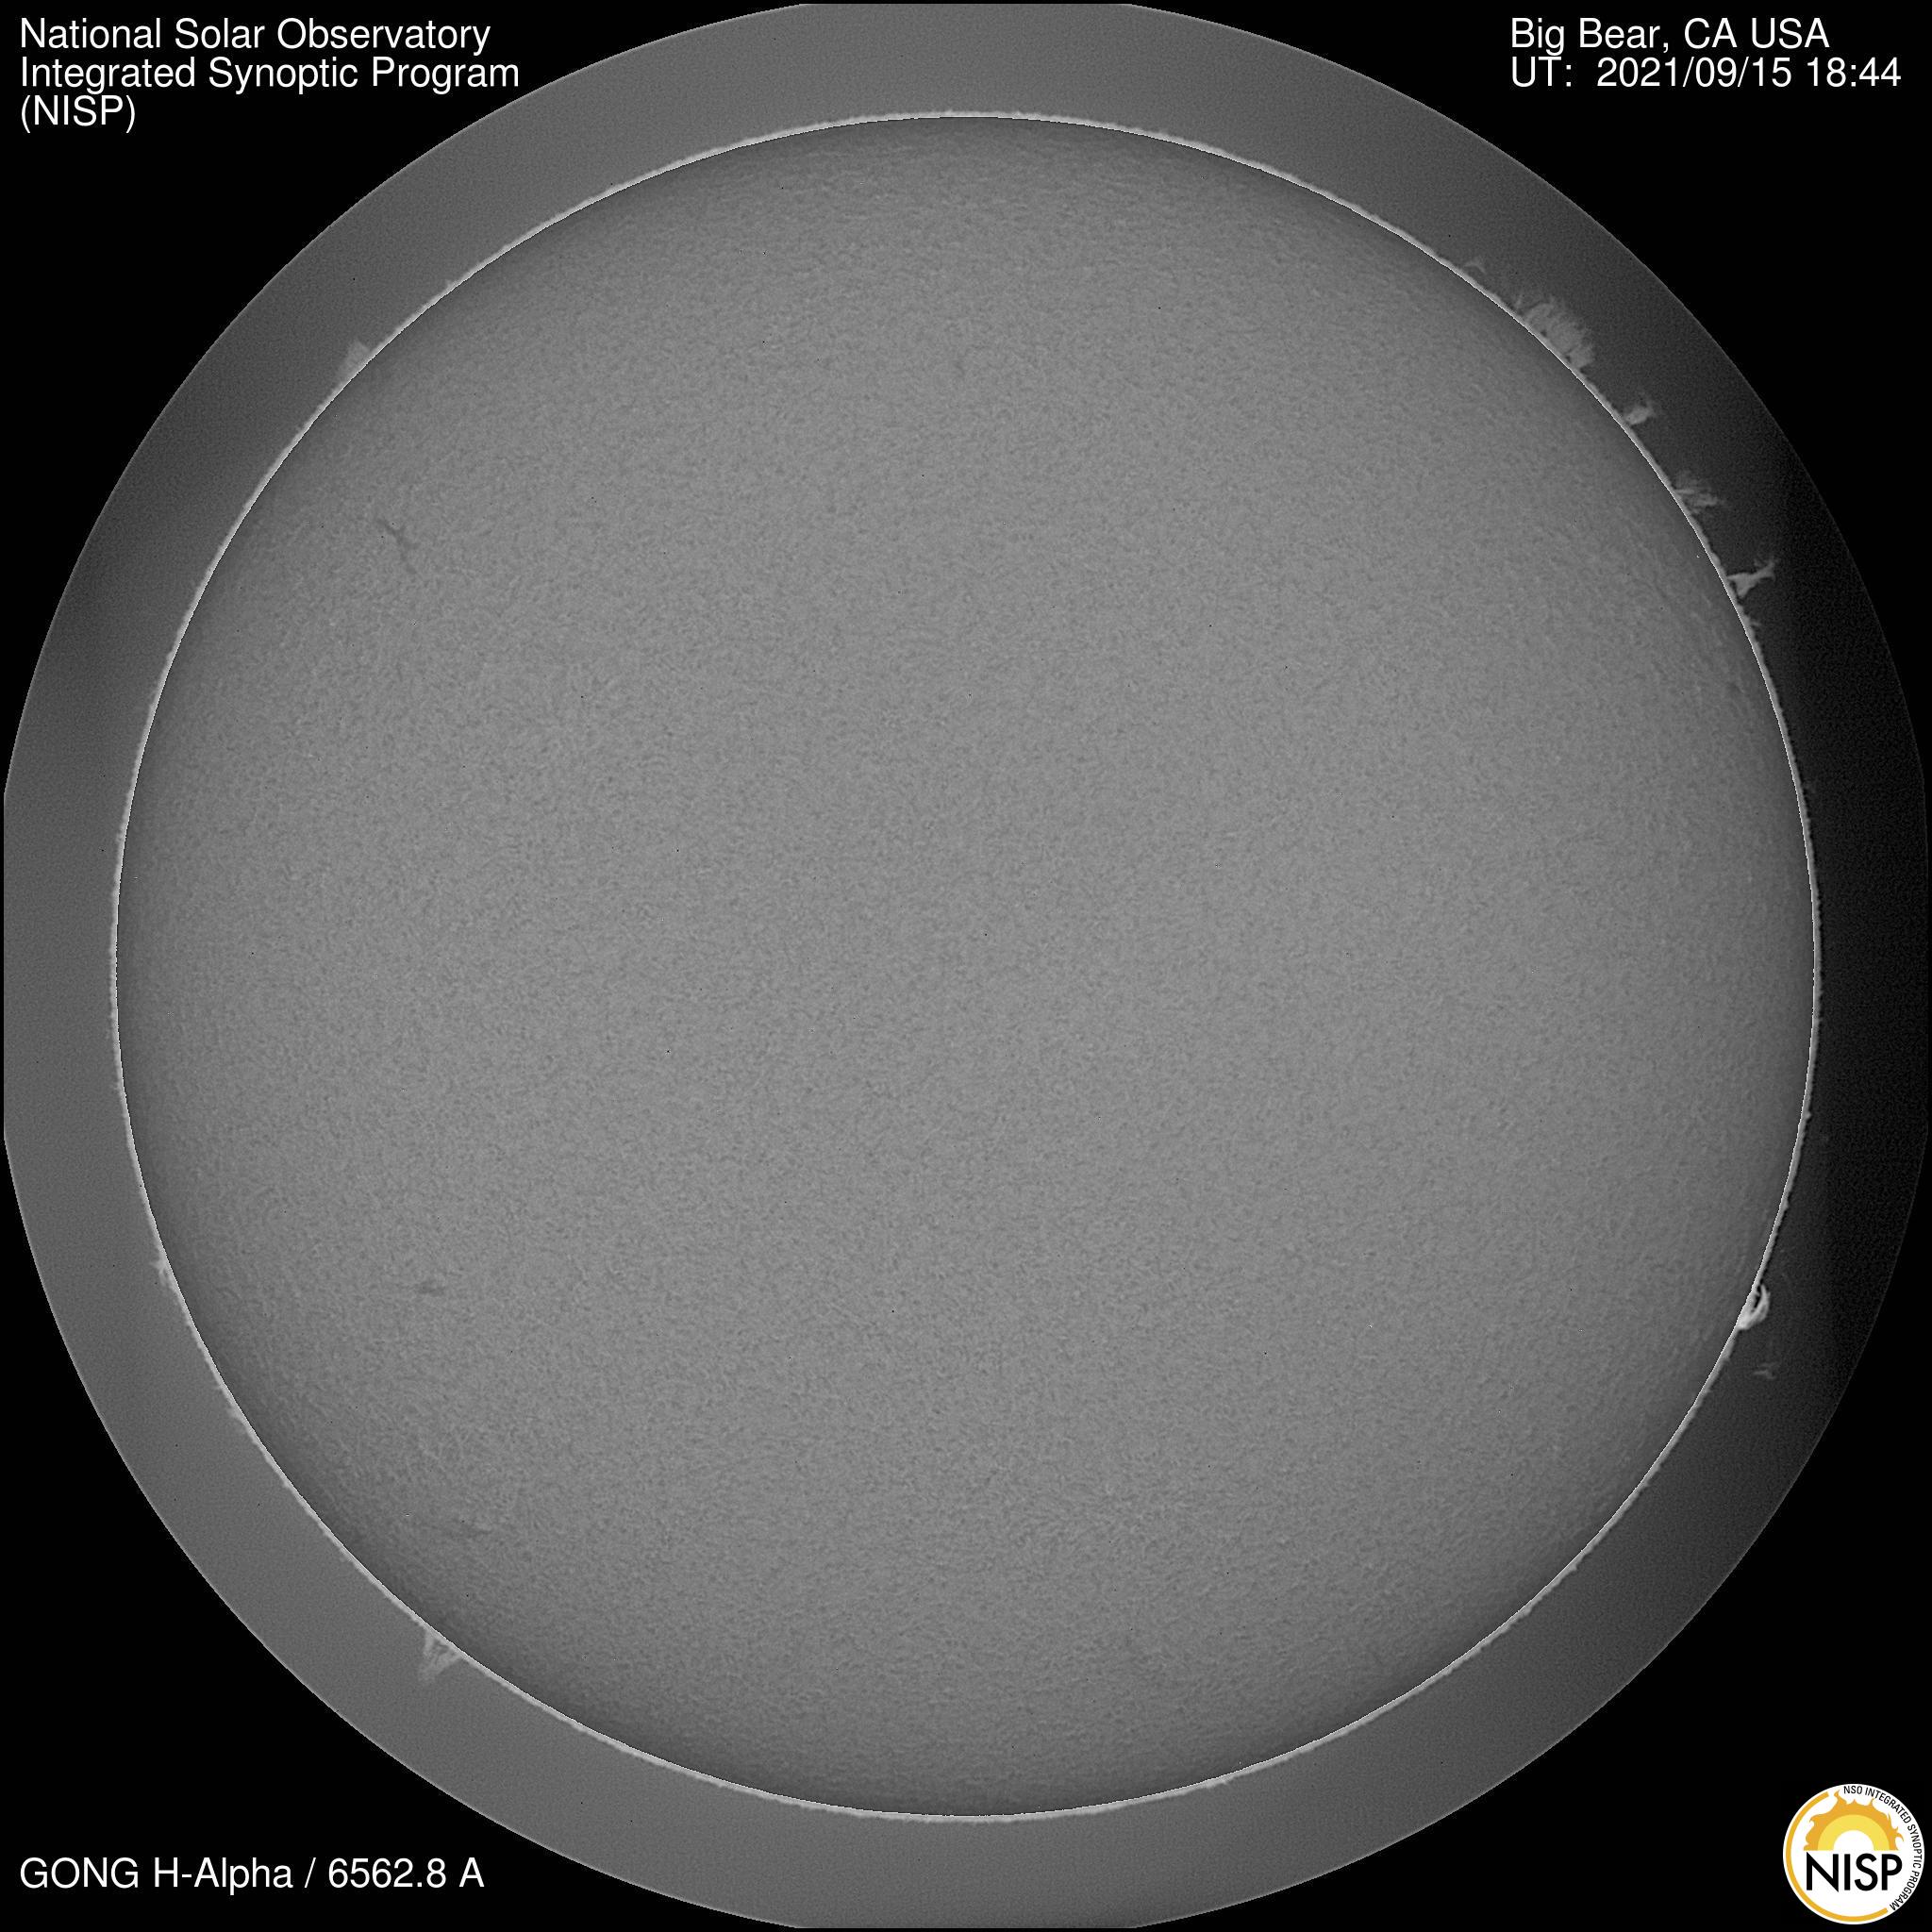 National Solar Observatory
Integrated Synoptic Program
(NISP)
Big Bear, CA USA
UT: 2021/09/15 18:44
GONG H-Alpha / 6562.8 A
NSO INTEGRATED SYNOPTIC PROGRAM
NISP